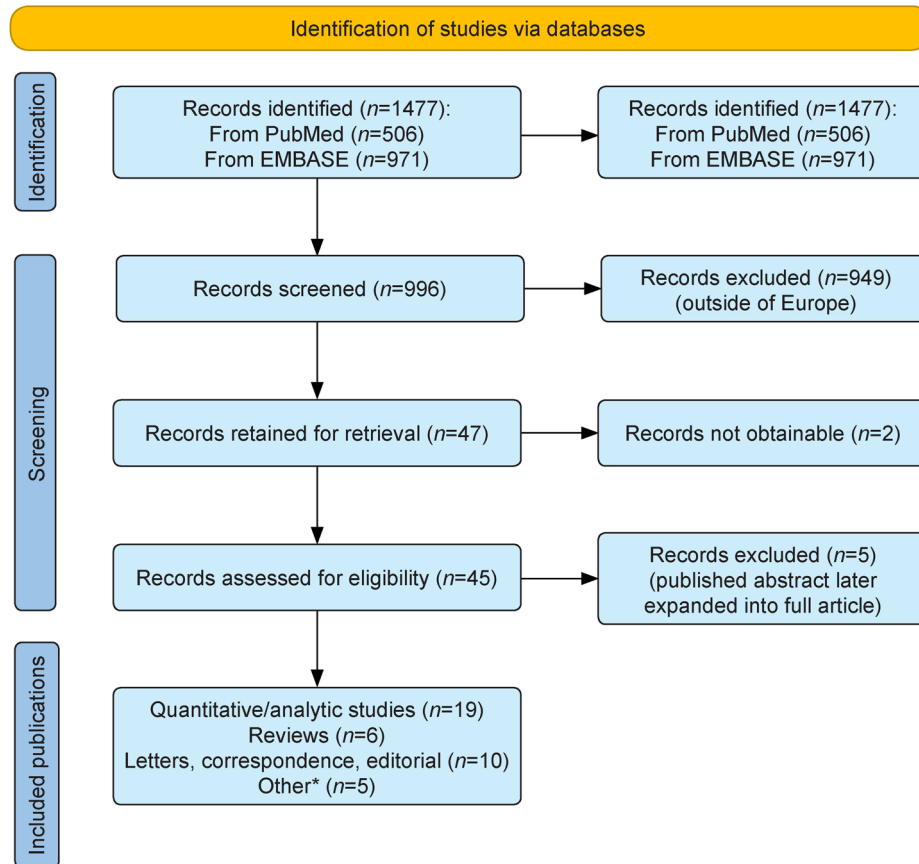 Identification of studies via databases
Identification
Records identified (n=1477):
From PubMed (n=506)
From EMBASE (n=971)
Records identified (n=1477):
From PubMed (n=506)
From EMBASE (n=971)
Screening
Records screened (n=996)
Records excluded (n=949)
(outside of Europe)
Records retained for retrieval (n=47)
Records not obtainable (n=2)
Records assessed for eligibility (n=45)
Records excluded (n=5)
(published abstract later
expanded into full article)
Included publications
Quantitative/analytic studies (n=19)
Reviews (n=6)
Letters, correspondence, editorial (n=10)
Other* (n=5)